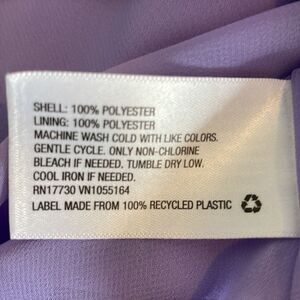 SHELL: 100% POLYESTER
LINING: 100% POLYESTER
MACHINE WASH COLD WITH LIKE COLORS.
GENTLE CYCLE. ONLY NON-CHLORINE
BLEACH IF NEEDED. TUMBLE DRY LOW.
COOL IRON IF NEEDED.
RN17730 VN1055164
LABEL MADE FROM 100% RECYCLED PLASTIC